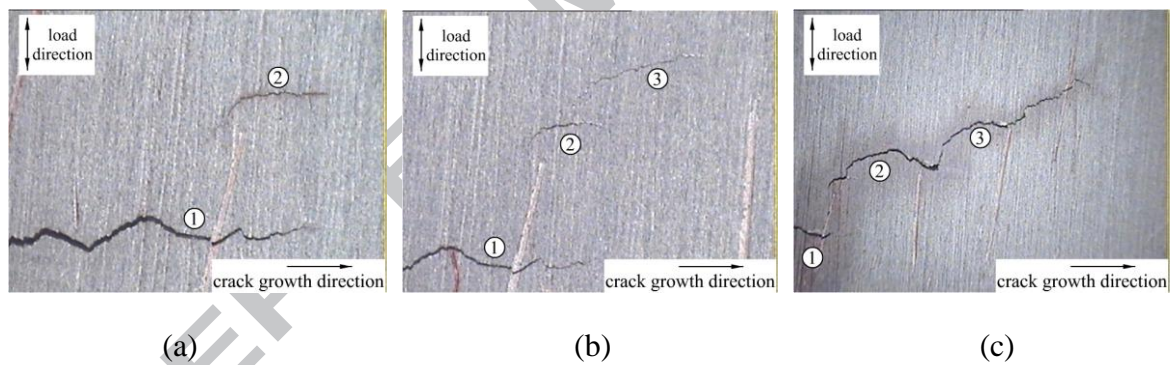 load
direction
②
①
crack growth direction
load
direction
③
②
①
crack growth direction
load
direction
③
②
①
crack growth direction
(a)
(b)
(c)